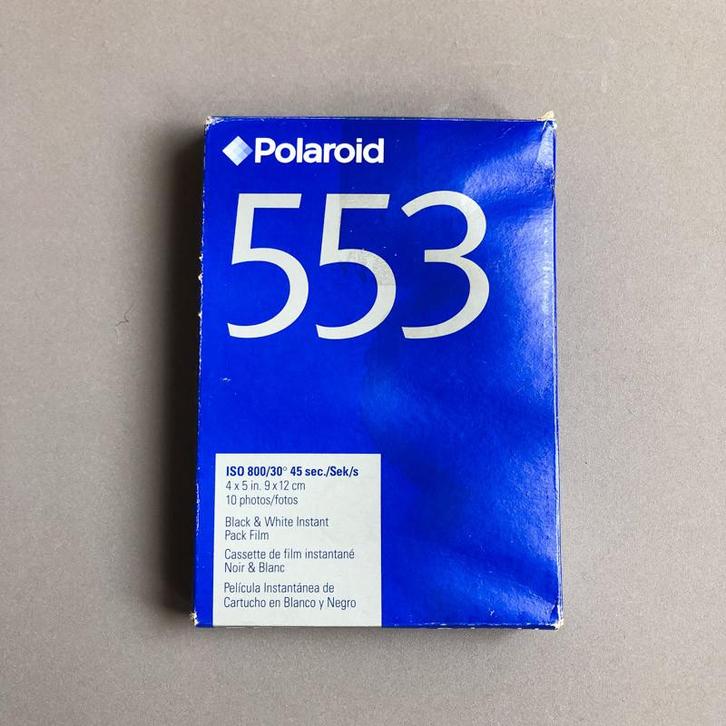 Polaroid
553
ISO 800/30° 45 sec./Sek/s
4 x 5 in. 9 x 12 cm
10 photos/fotos
Black & White Instant
Pack Film
Cassette de film instantané
Noir & Blanc
Película Instantánea de
Cartucho en Blanco y Negro